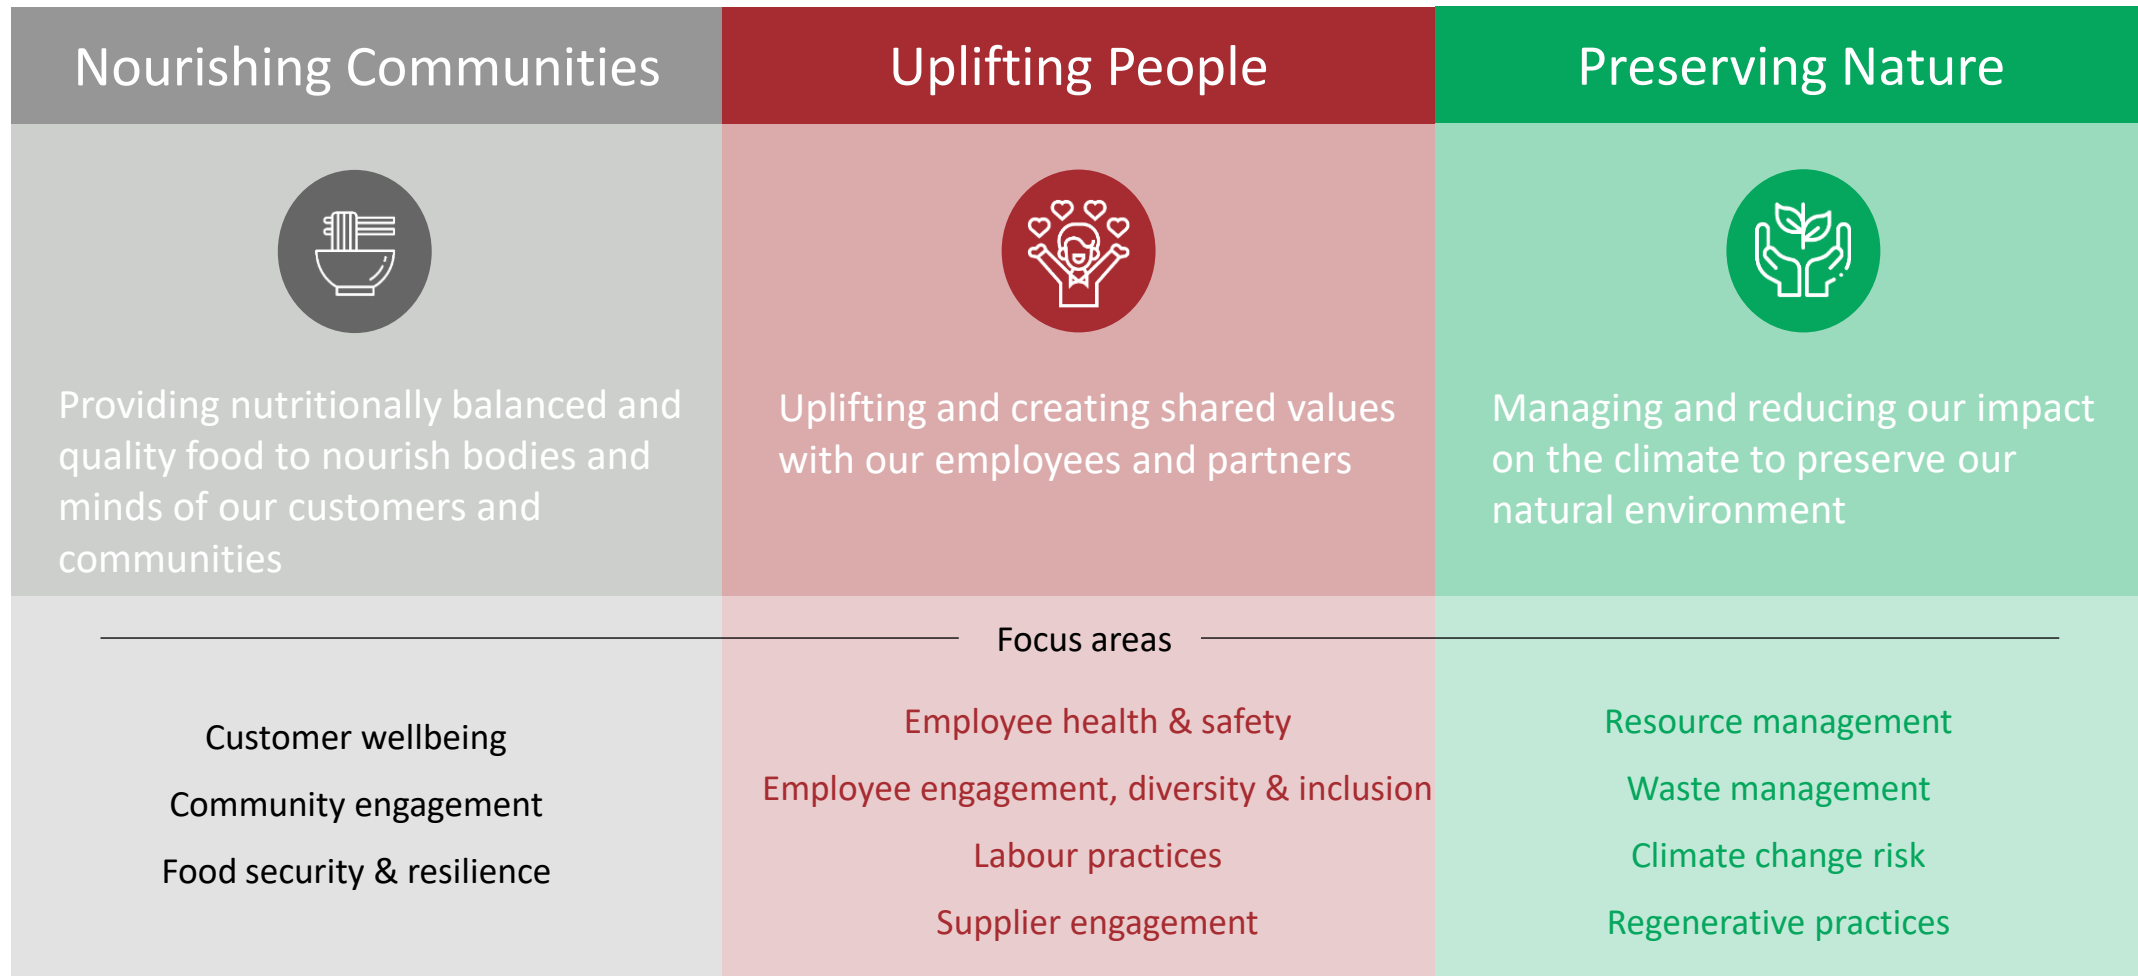 Nourishing Communities
Uplifting People
Preserving Nature
Providing nutritionally balanced and
quality food to nourish bodies and
minds of our customers and
communities
Uplifting and creating shared values
with our employees and partners
Managing and reducing our impact
on the climate to preserve our
natural environment
Focus areas
Customer wellbeing
Community engagement
Food security & resilience
Employee health & safety
Employee engagement, diversity & inclusion
Labour practices
Supplier engagement
Resource management
Waste management
Climate change risk
Regenerative practices